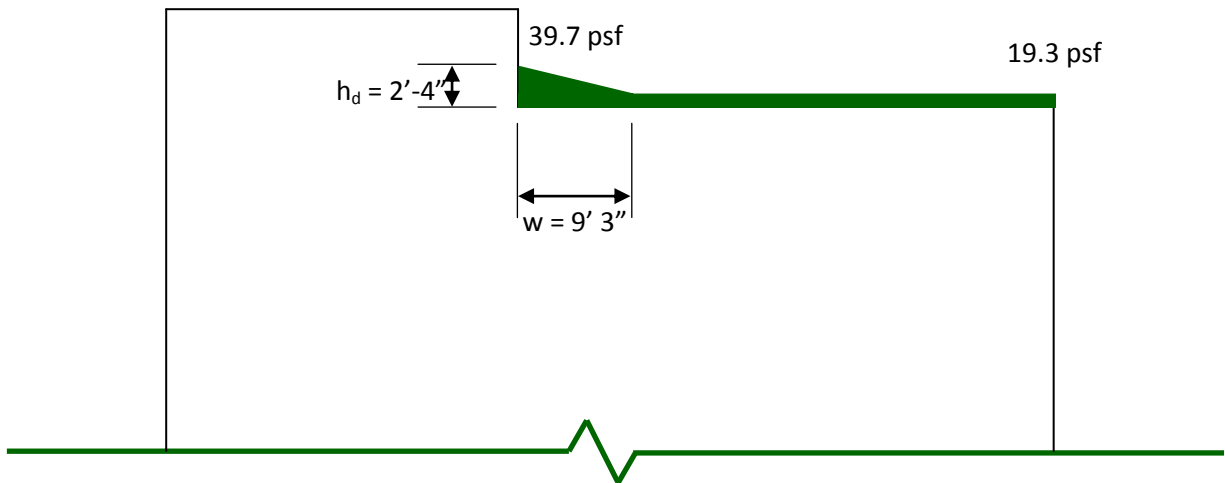 39.7 psf
19.3 psf
hd = 2’-4”
w = 9’ 3”